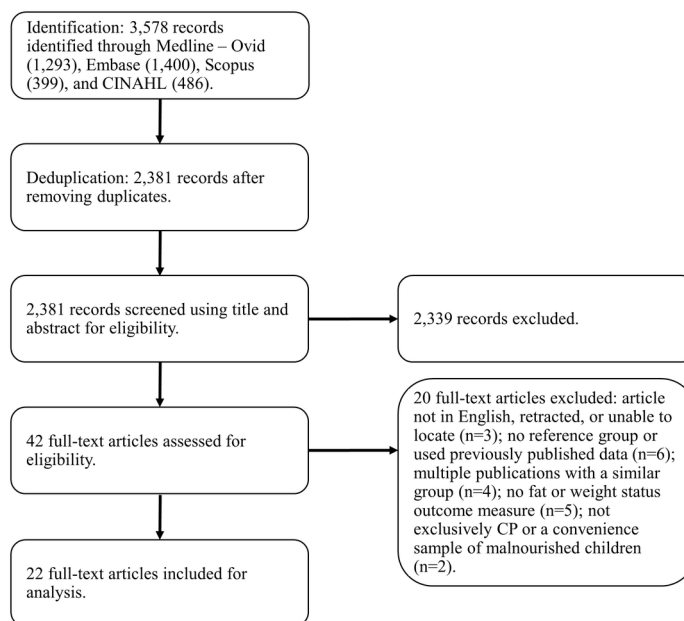 Identification: 3,578 records
identified through Medline – Ovid
(1,293), Embase (1,400), Scopus
(399), and CINAHL (486).
Deduplication: 2,381 records after
removing duplicates.
2,381 records screened using title and
abstract for eligibility.
2,339 records excluded.
42 full-text articles assessed for
eligibility.
20 full-text articles excluded: article
not in English, retracted, or unable to
locate (n=3); no reference group or
used previously published data (n=6);
multiple publications with a similar
group (n=4); no fat or weight status
outcome measure (n=5); not
exclusively CP or a convenience
sample of malnourished children
(n=2).
22 full-text articles included for
analysis.